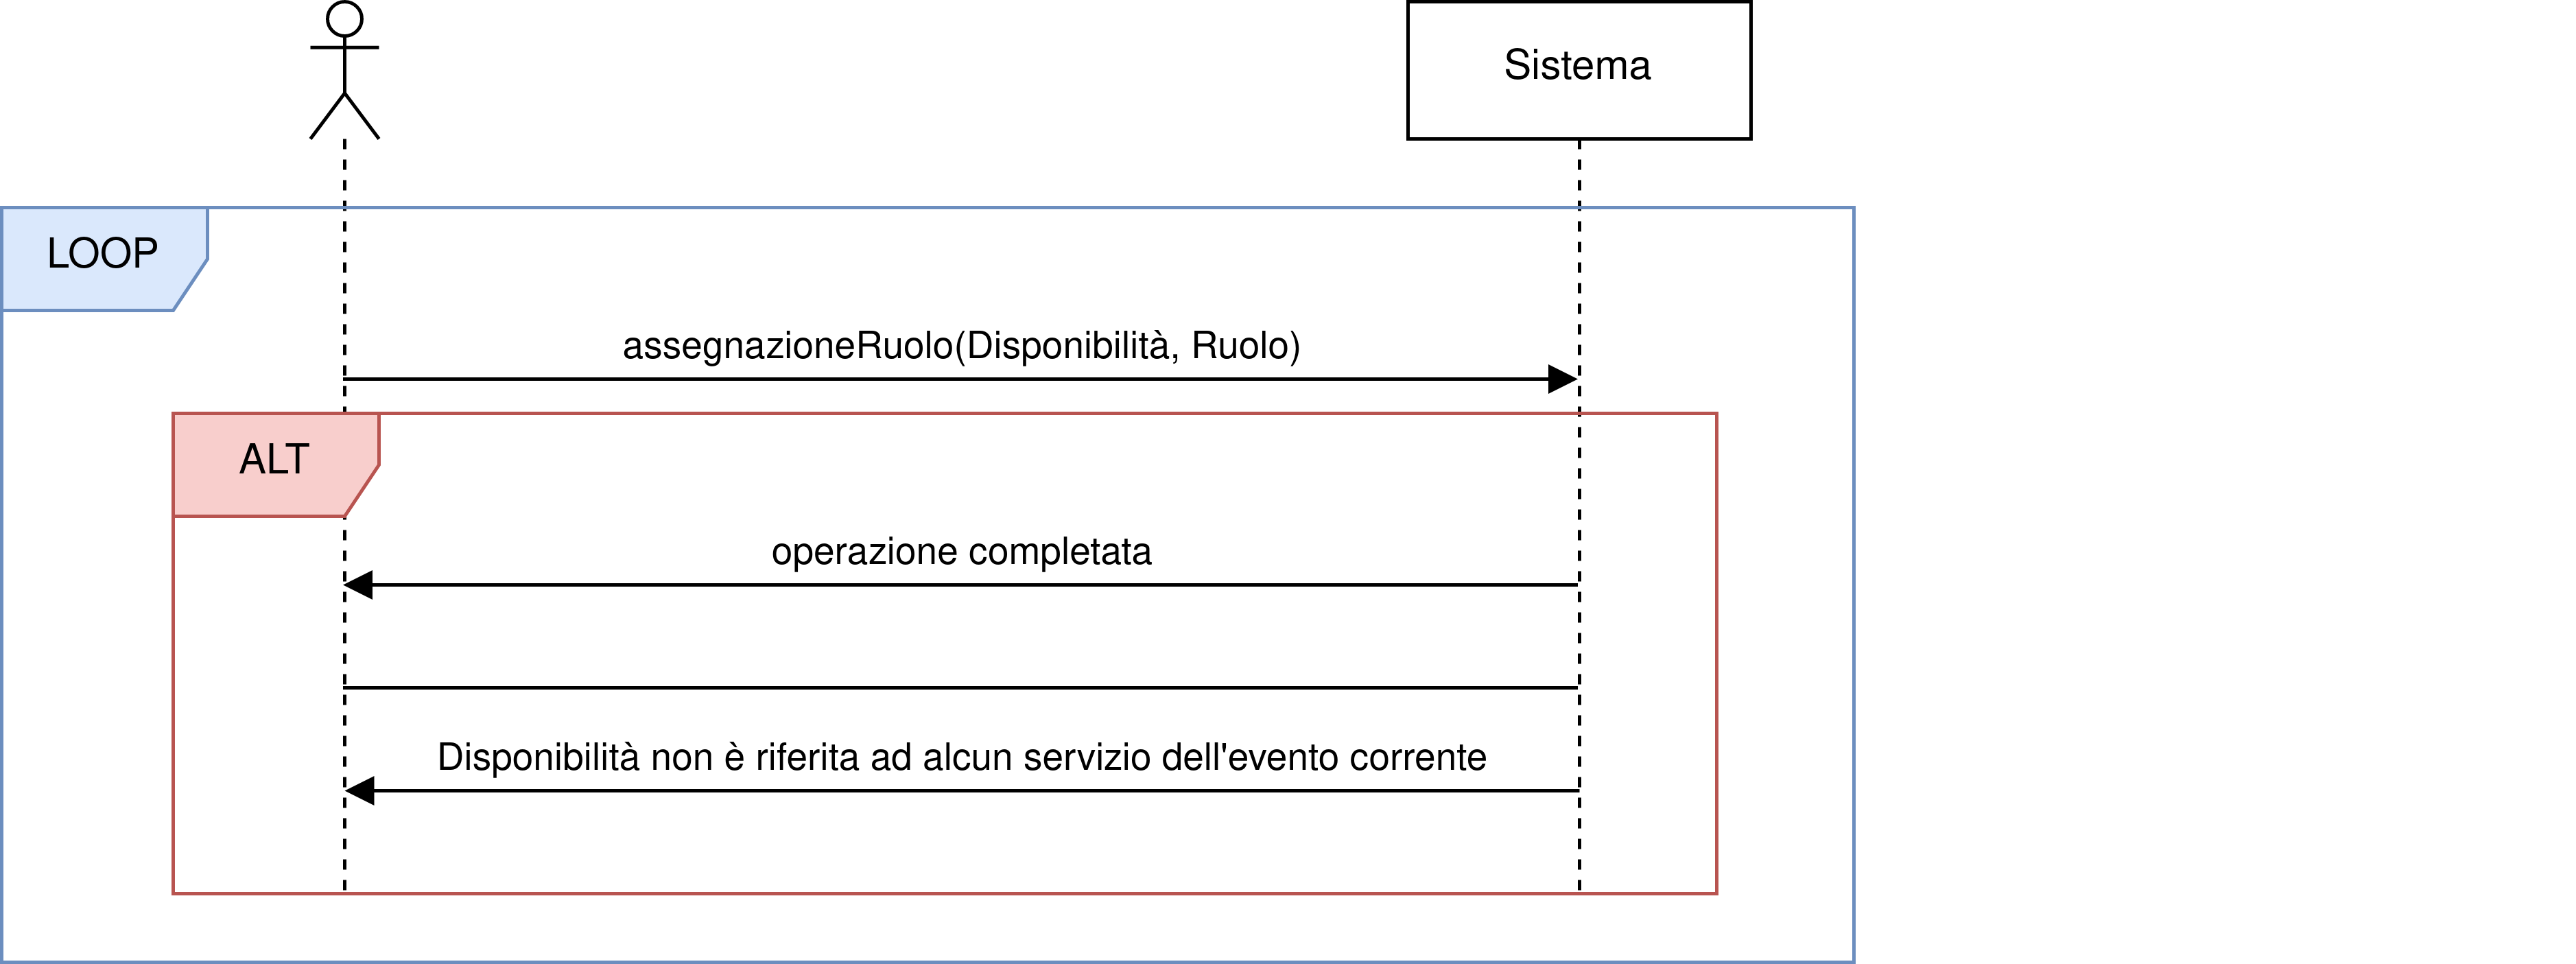 Sistema
LOOP
assegnazioneRuolo(Disponibilità, Ruolo)
ALT
operazione completata
Disponibilità non è riferita ad alcun servizio dell'evento corrente